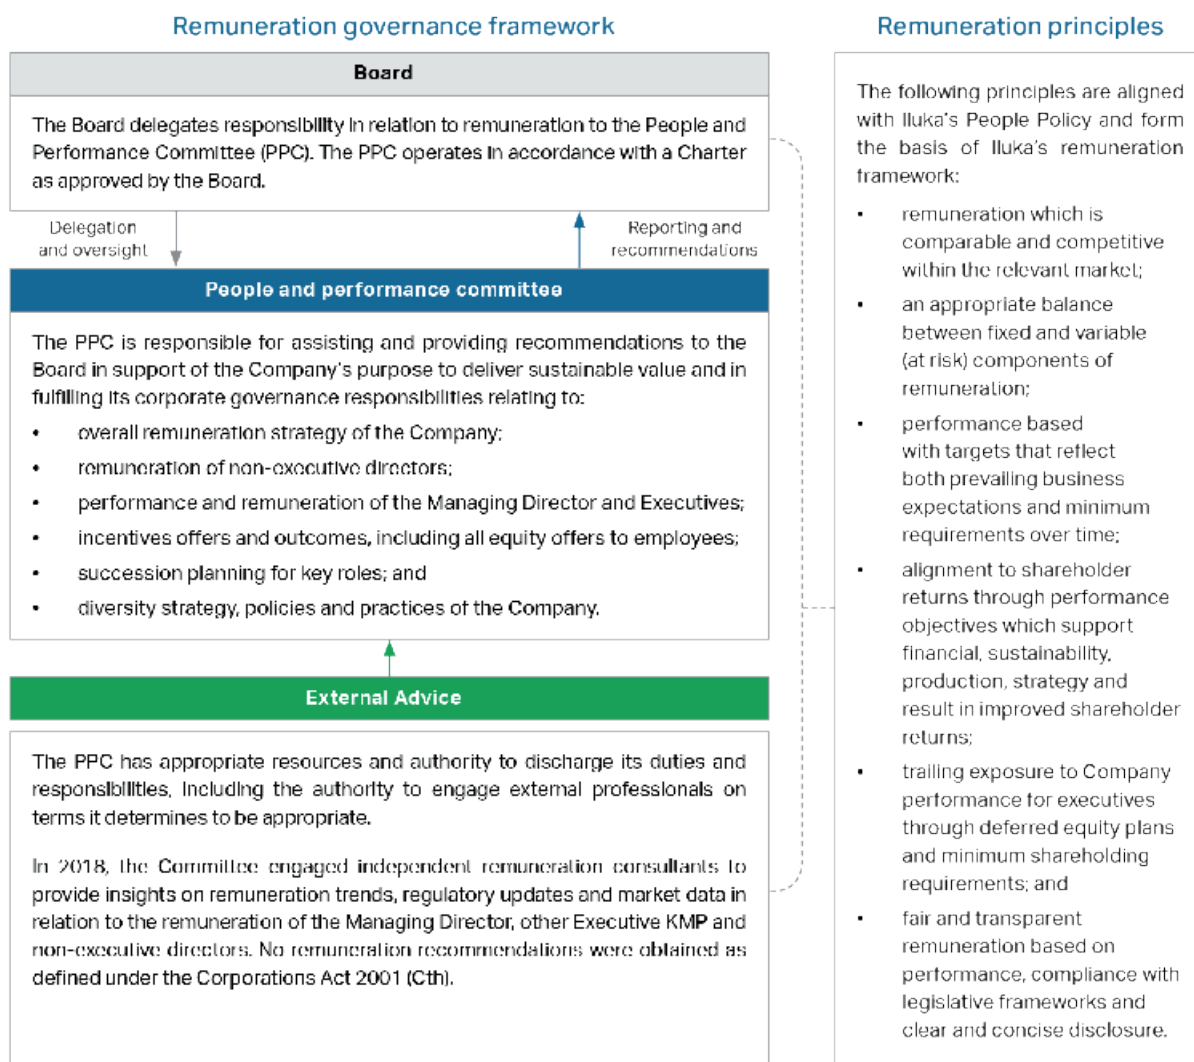 Remuneration governance framework
Board
The Board delegates responsibility in relation to remuneration to the People and
Performance Committee (PPC). The PPC operates in accordance with a Charter
as approved by the Board.
Delegation
and oversight
Reporting and
recommendations
People and performance committee
The PPC is responsible for assisting and providing recommendations to the
Board in support of the Company's purpose to deliver sustainable value and in
fulfilling its corporate governance responsibilities relating to:
• overall remuneration strategy of the Company;
• remuneration of non-executive directors;
• performance and remuneration of the Managing Director and Executives;
• incentives offers and outcomes, including all equity offers to employees;
• succession planning for key roles; and
• diversity strategy, policies and practices of the Company.
External Advice
The PPC has appropriate resources and authority to discharge its duties and
responsibilities, including the authority to engage external professionals on
terms it determines to be appropriate.
In 2018, the Committee engaged independent remuneration consultants to
provide insights on remuneration trends, regulatory updates and market data in
relation to the remuneration of the Managing Director, other Executive KMP and
non-executive directors. No remuneration recommendations were obtained as
defined under the Corporations Act 2001 (Cth).
Remuneration principles
The following principles are aligned
with Iluka's People Policy and form
the basis of Iluka's remuneration
framework:
• remuneration which is
comparable and competitive
within the relevant market;
• an appropriate balance
between fixed and variable
(at risk) components of
remuneration;
• performance based
with targets that reflect
both prevailing business
expectations and minimum
requirements over time;
• alignment to shareholder
returns through performance
objectives which support
financial, sustainability,
production, strategy and
result in improved shareholder
returns;
• trailing exposure to Company
performance for executives
through deferred equity plans
and minimum shareholding
requirements; and
• fair and transparent
remuneration based on
performance, compliance with
legislative frameworks and
clear and concise disclosure.